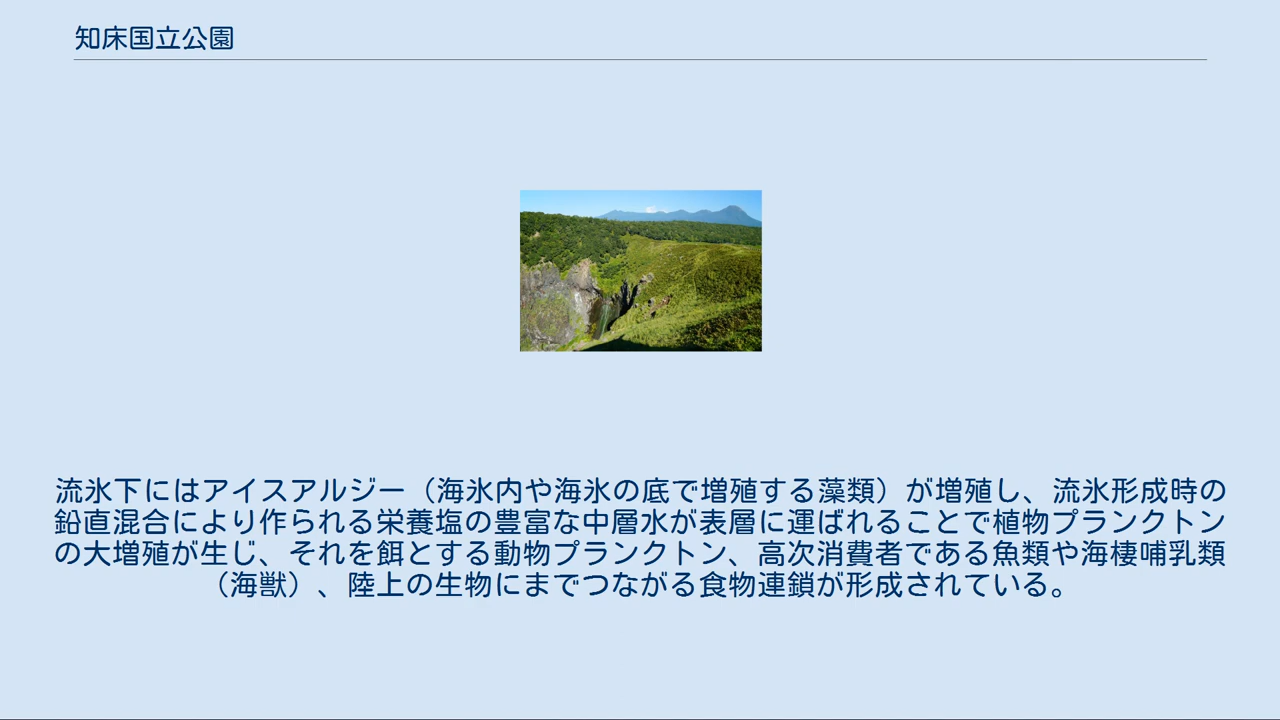 知床国立公園
流氷下にはアイスアルジー（海氷内や海氷の底で増殖する藻類）が増殖し、流氷形成時の
鉛直混合により作られる栄養塩の豊富な中層水が表層に運ばれることで植物プランクトン
の大増殖が生じ、それを餌とする動物プランクトン、高次消費者である魚類や海棲哺乳類
（海獣）、陸上の生物にまでつながる食物連鎖が形成されている。